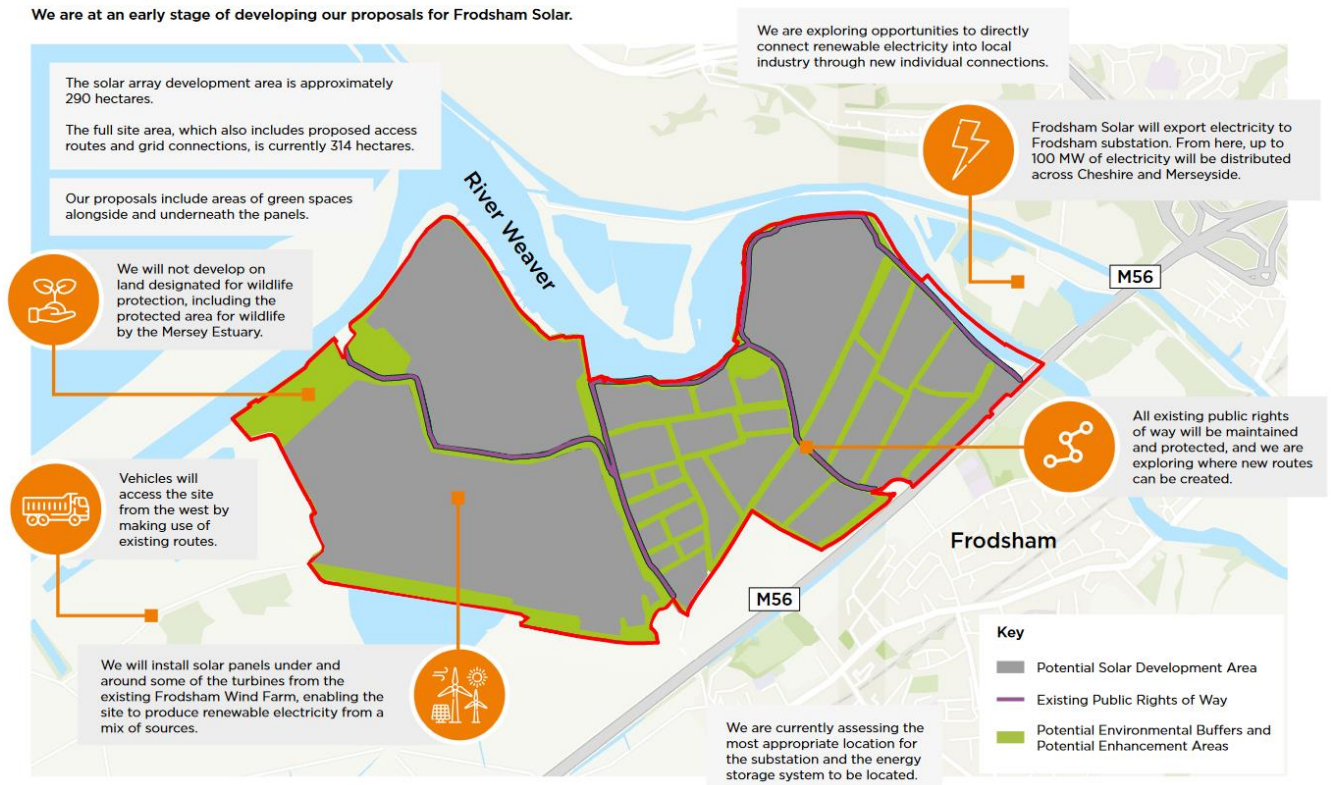 We are at an early stage of developing our proposals for Frodsham Solar.
The solar array development area is approximately
290 hectares.
The full site area, which also includes proposed access
routes and grid connections, is currently 314 hectares.
Our proposals include areas of green spaces
alongside and underneath the panels.
We are exploring opportunities to directly
connect renewable electricity into local
industry through new individual connections.
Frodsham Solar will export electricity to
Frodsham substation. From here, up to
100 MW of electricity will be distributed
across Cheshire and Merseyside.
River Weaver
M56
We will not develop on
land designated for wildlife
protection, including the
protected area for wildlife
by the Mersey Estuary.
All existing public rights
of way will be maintained
and protected, and we are
exploring where new routes
can be created.
Vehicles will
access the site
from the west by
making use of
existing routes.
Frodsham
M56
We will install solar panels under and
around some of the turbines from the
existing Frodsham Wind Farm, enabling the
site to produce renewable electricity from a
mix of sources.
We are currently assessing the
most appropriate location for
the substation and the energy
storage system to be located.
Key
Potential Solar Development Area
Existing Public Rights of Way
Potential Environmental Buffers and
Potential Enhancement Areas